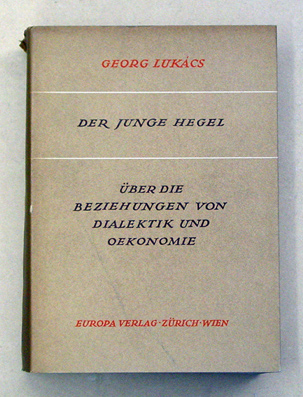 GEORG LUKÁCS
DER JUNGE HEGEL
ÜBER DIE
BEZIEHUNGEN VON
DIALEKTIK UND
OEKONOMIE
EUROPA VERLAG · ZÜRICH · WIEN